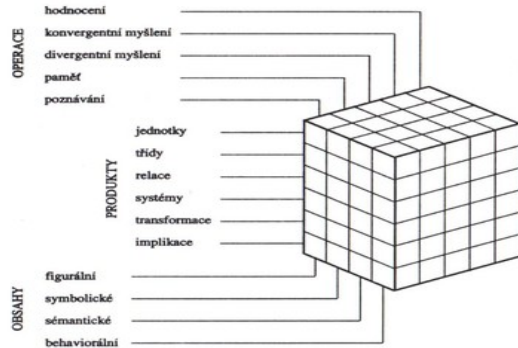 OPERACE
hodnocení
konvergentní myšlení
divergentní myšlení
paměť
poznávání
PRODUKTY
jednotky
třídy
relace
systémy
transformace
implikace
OBSAHY
figurální
symbolické
sémantické
behaviorální